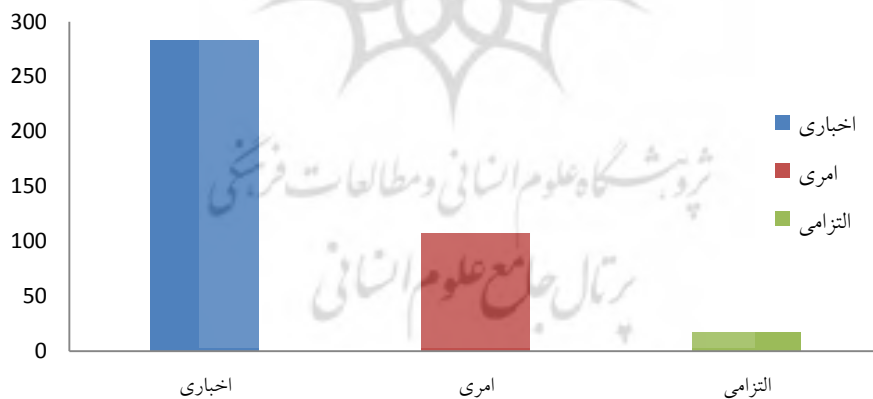 300
250
200
150
100
50
0
اخباری
امری
التزامی
اخباری
امری
التزامی
پژوهشگاه علوم انسانی و مطالعات فرهنگی
پرتال جامع علوم انسانی